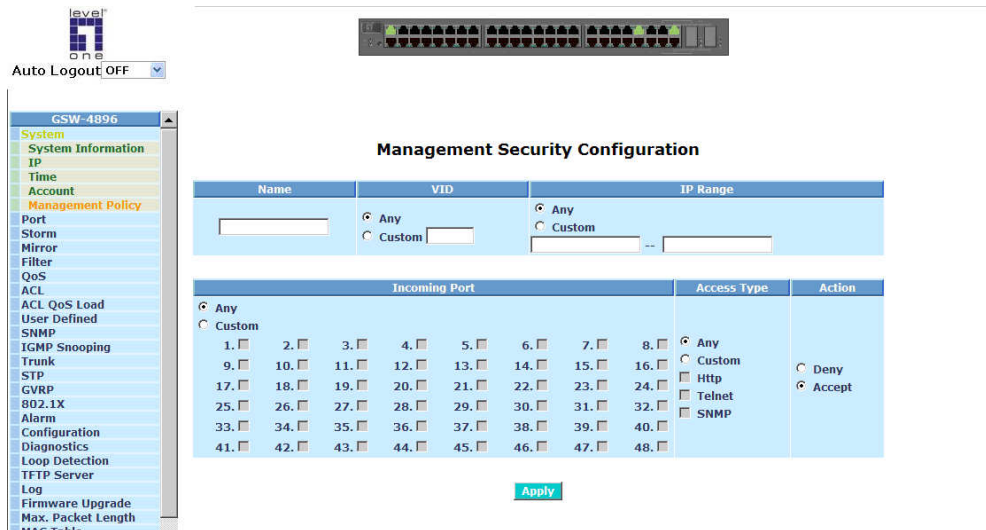 level
one
Auto Logout OFF
GSW-4896
System
System Information
IP
Time
Account
Management Policy
Port
Storm
Mirror
Filter
QoS
ACL
ACL QoS Load
User Defined
SNMP
IGMP Snooping
Trunk
STP
GVRP
802.1X
Alarm
Configuration
Diagnostics
Loop Detection
TFTP Server
Log
Firmware Upgrade
Max. Packet Length
MAC Table
Management Security Configuration
Name VID IP Range
Any
Custom
Any
Custom
--
Incoming Port Access Type Action
Any
Custom
1. 2. 3. 4. 5. 6. 7. 8.
9. 10. 11. 12. 13. 14. 15. 16.
17. 18. 19. 20. 21. 22. 23. 24.
25. 26. 27. 28. 29. 30. 31. 32.
33. 34. 35. 36. 37. 38. 39. 40.
41. 42. 43. 44. 45. 46. 47. 48.
Any
Custom
Http
Telnet
SNMP
Deny
Accept
Apply